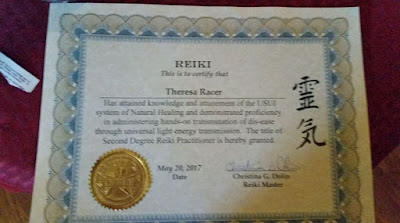 REIKI
This is to certify that
Theresa Racer
Has attained knowledge and attunement of the USUI
system of Natural Healing and demonstrated proficiency
in administering hands-on transmutation of dis-ease
through universal light energy transmission. The title of
Second Degree Reiki Practitioner is hereby granted.
靈
気
May 20, 2017
Date
Christina G. Dolin
Reiki Master